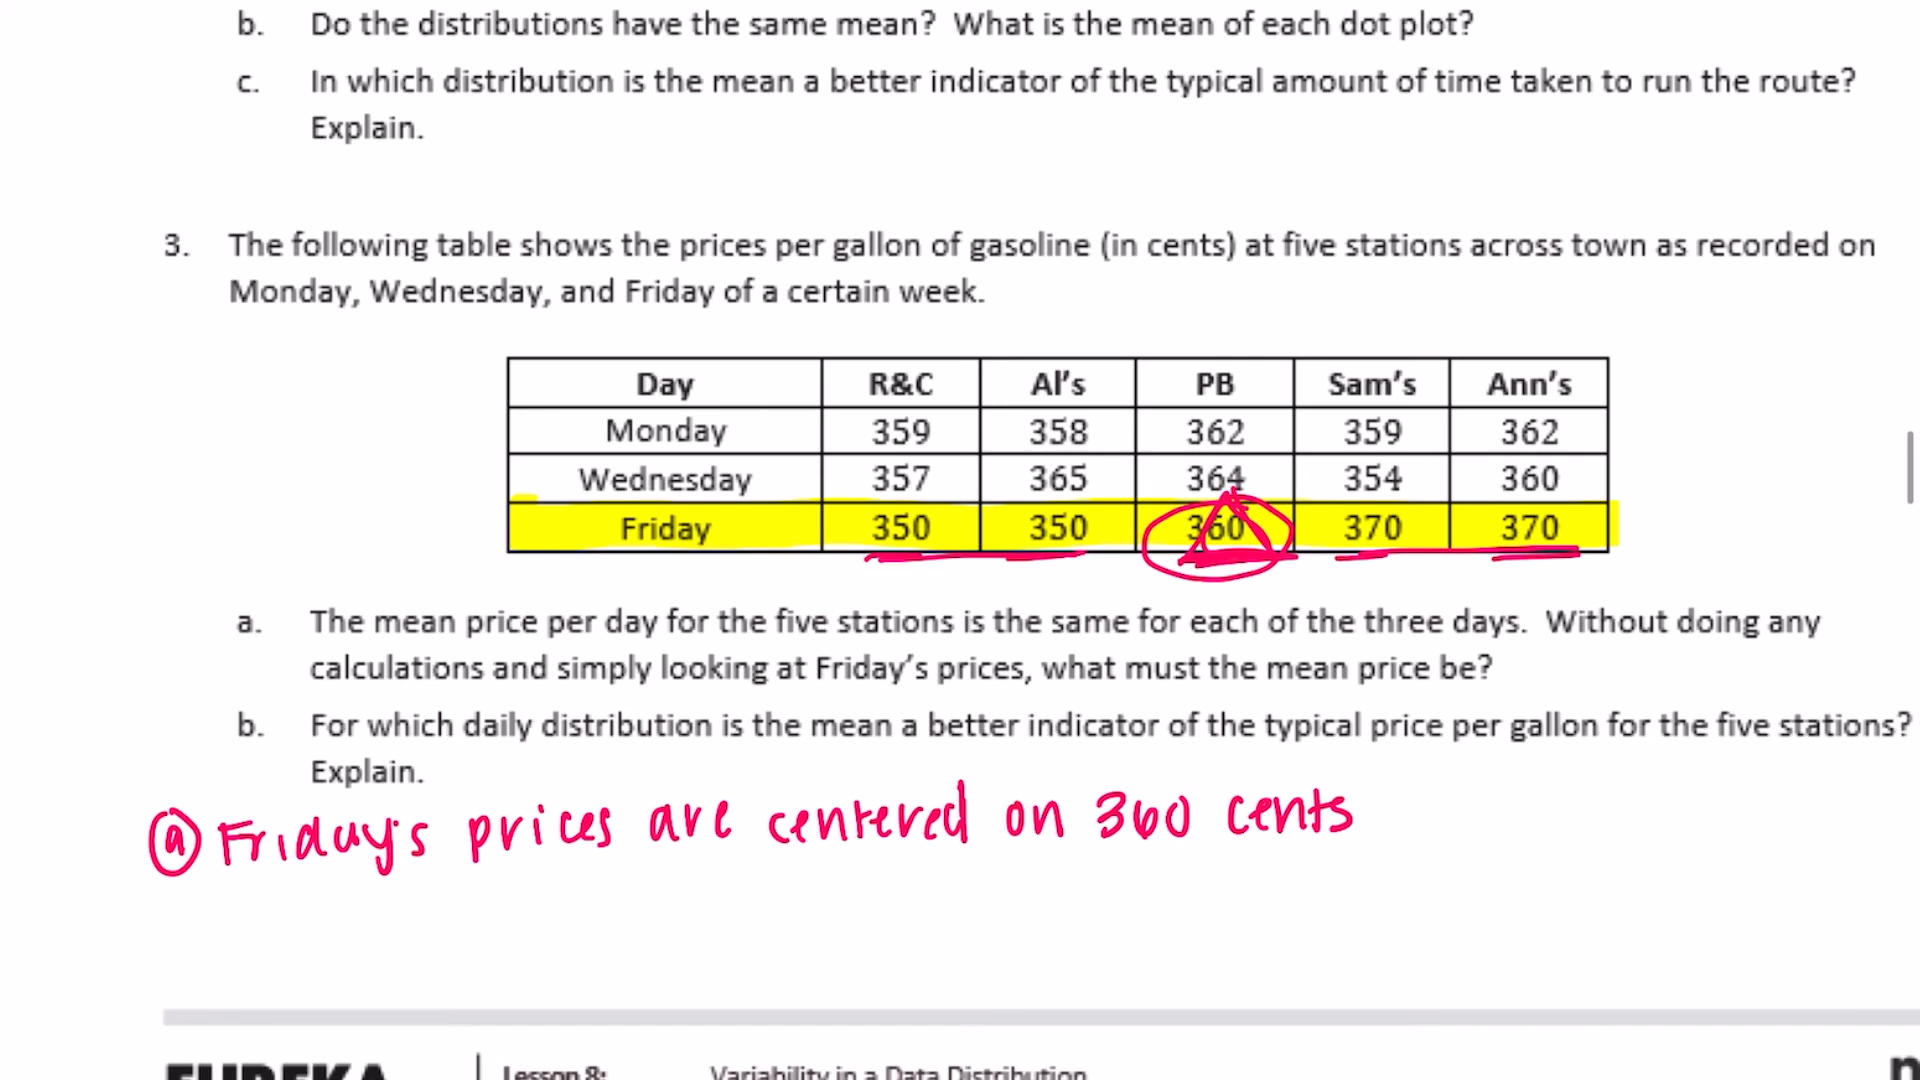 b. Do the distributions have the same mean? What is the mean of each dot plot?
c. In which distribution is the mean a better indicator of the typical amount of time taken to run the route?
Explain.
3. The following table shows the prices per gallon of gasoline (in cents) at five stations across town as recorded on
Monday, Wednesday, and Friday of a certain week.
Day R&C Al's PB Sam's Ann's
Monday 359 358 362 359 362
Wednesday 357 365 364 354 360
Friday 350 350 360 370 370
a. The mean price per day for the five stations is the same for each of the three days. Without doing any
calculations and simply looking at Friday's prices, what must the mean price be?
b. For which daily distribution is the mean a better indicator of the typical price per gallon for the five stations?
Explain.
a Friday's prices are centered on 360 cents
EUREKA Lesson 8: Variability in a Data Distribution